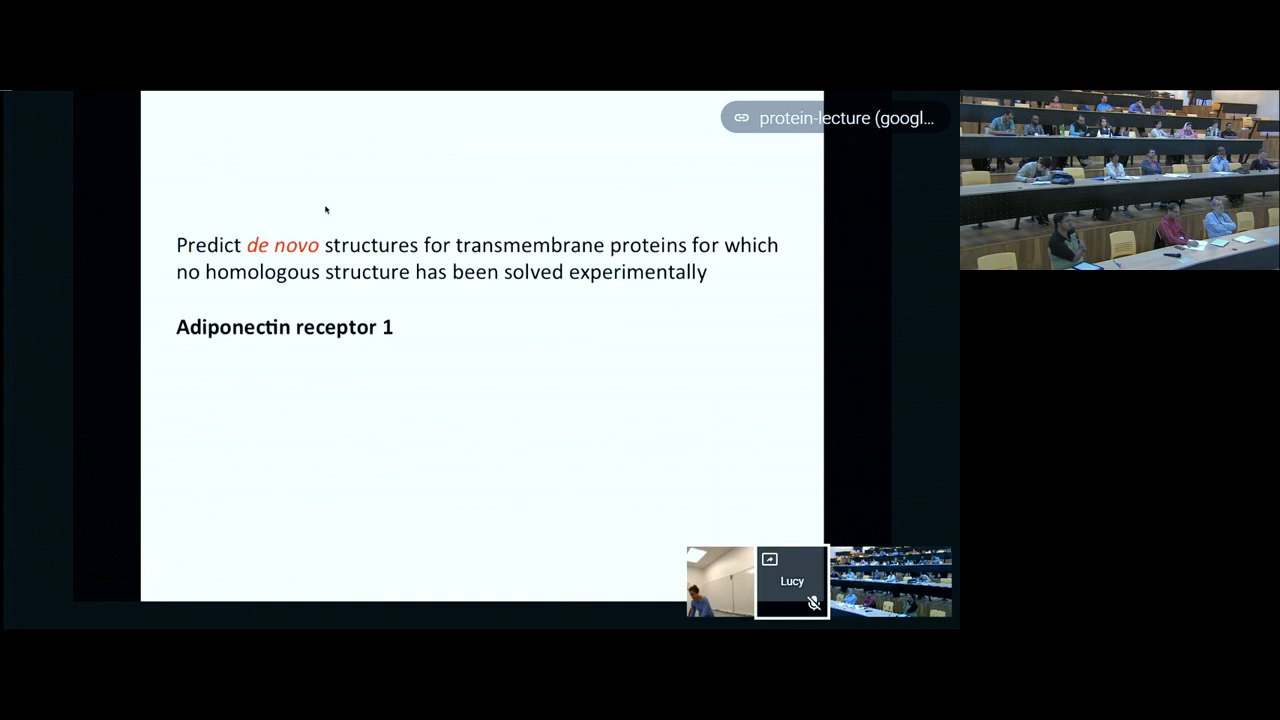 protein-lecture (googl...
Predict de novo structures for transmembrane proteins for which
no homologous structure has been solved experimentally
Adiponectin receptor 1
Lucy